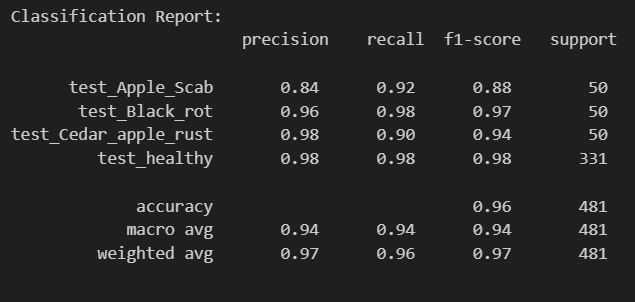 Classification Report:
precision recall f1-score support
test_Apple_Scab 0.84 0.92 0.88 50
test_Black_rot 0.96 0.98 0.97 50
test_Cedar_apple_rust 0.98 0.90 0.94 50
test_healthy 0.98 0.98 0.98 331
accuracy 0.96 481
macro avg 0.94 0.94 0.94 481
weighted avg 0.97 0.96 0.97 481